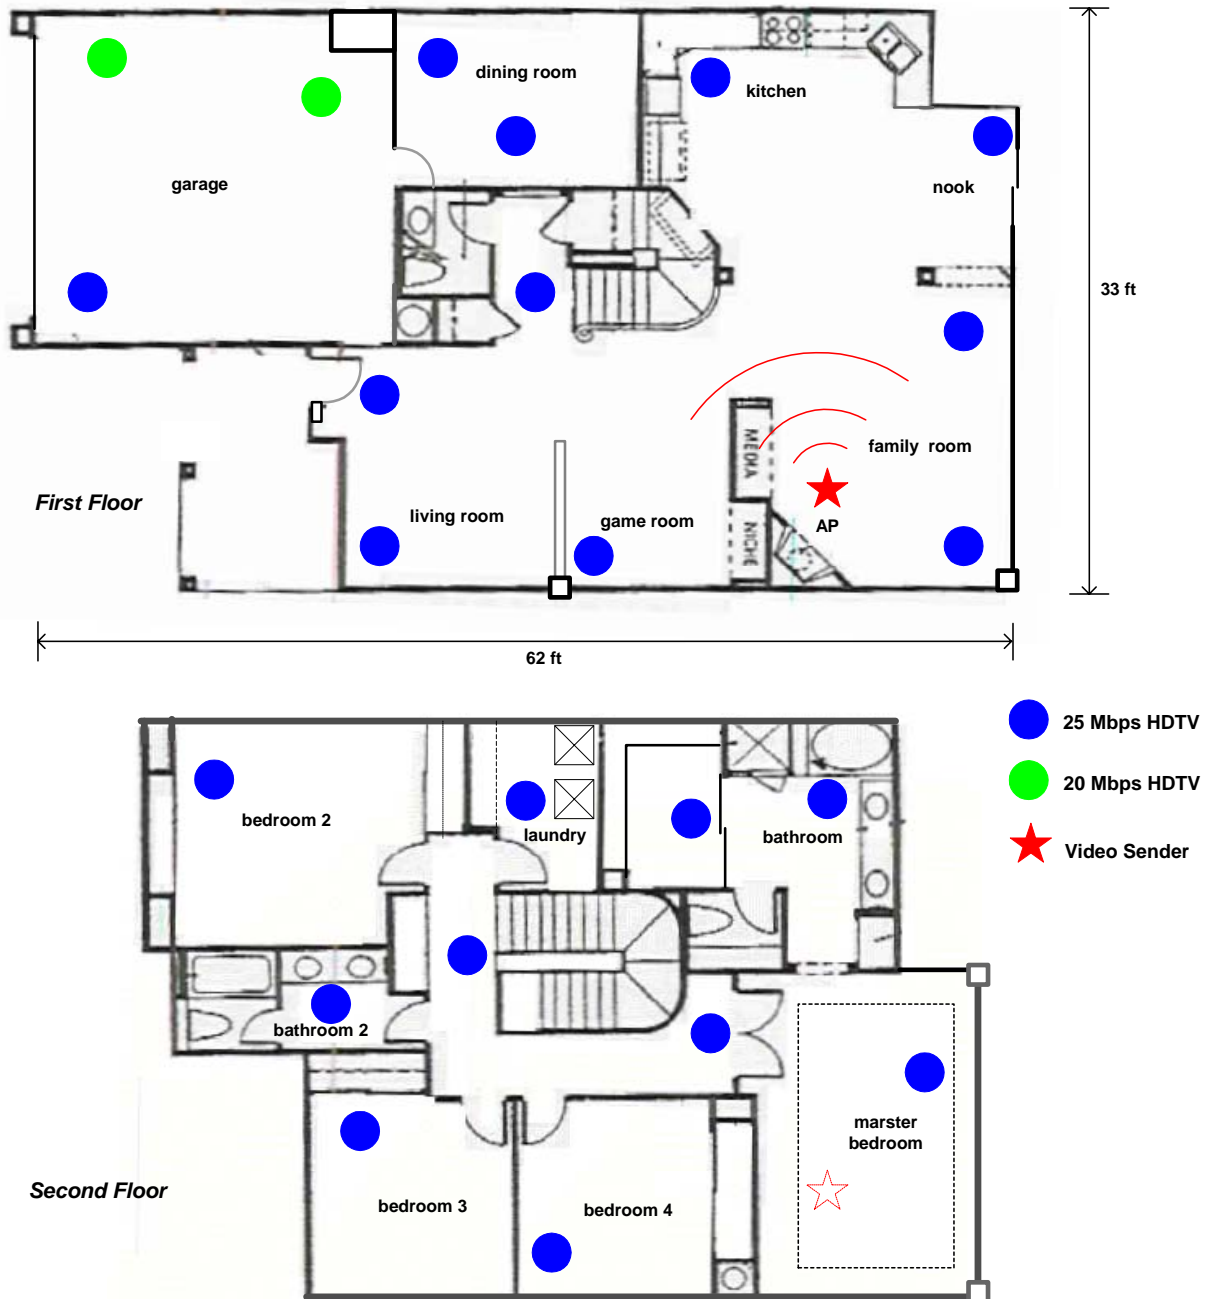 dining room
kitchen
garage
nook
33 ft
MEDIA
family room
First Floor
living room
game room
NICHE
AP
62 ft
25 Mbps HDTV
20 Mbps HDTV
Video Sender
bedroom 2
laundry
bathroom
bathroom 2
marster
bedroom
Second Floor
bedroom 3
bedroom 4